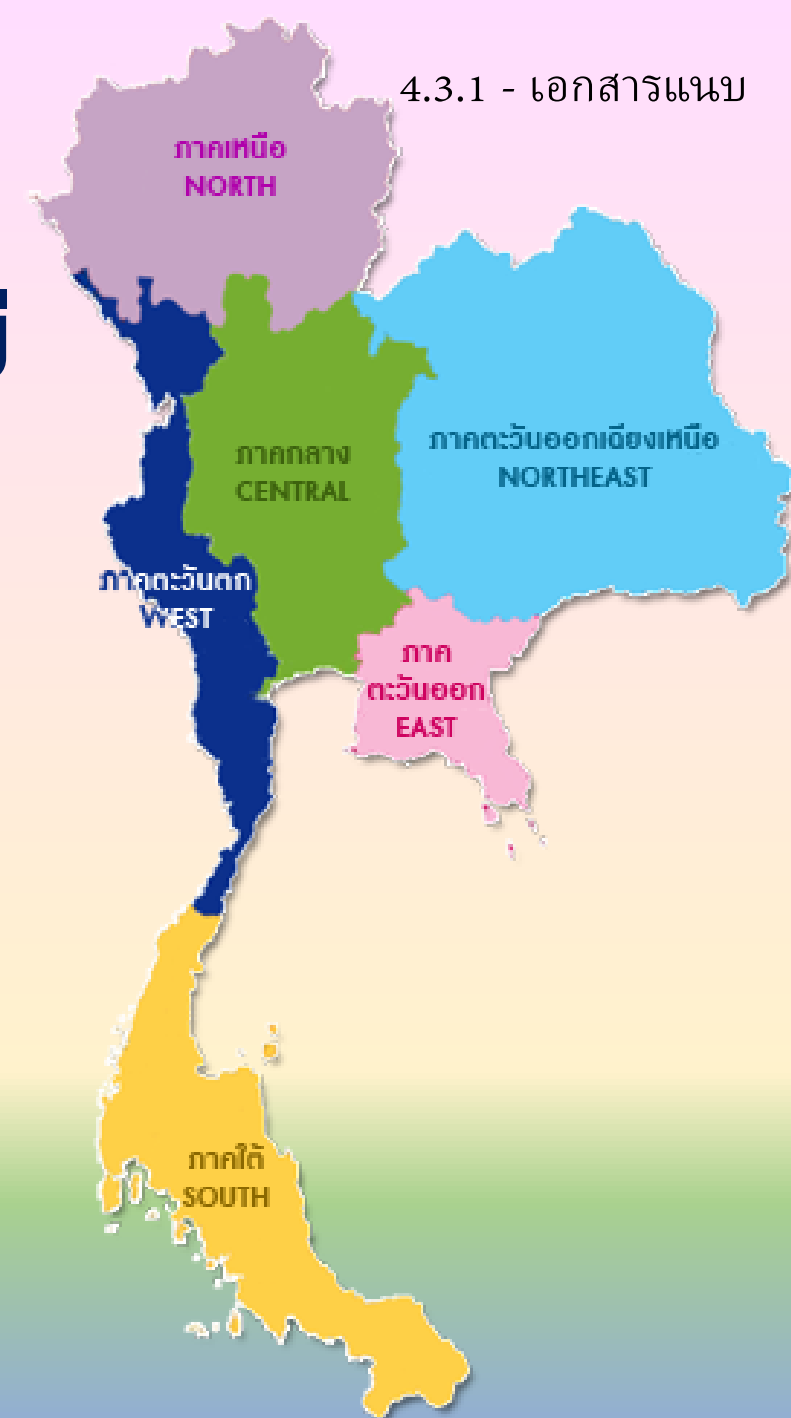 4.3.1 - เอกสารแนบ
ภาคเหนือ
NORTH
ภาคกลาง
CENTRAL
ภาคตะวันออกเฉียงเหนือ
NORTHEAST
ภาคตะวันตก
WEST
ภาค
ตะวันออก
EAST
ภาคใต้
SOUTH